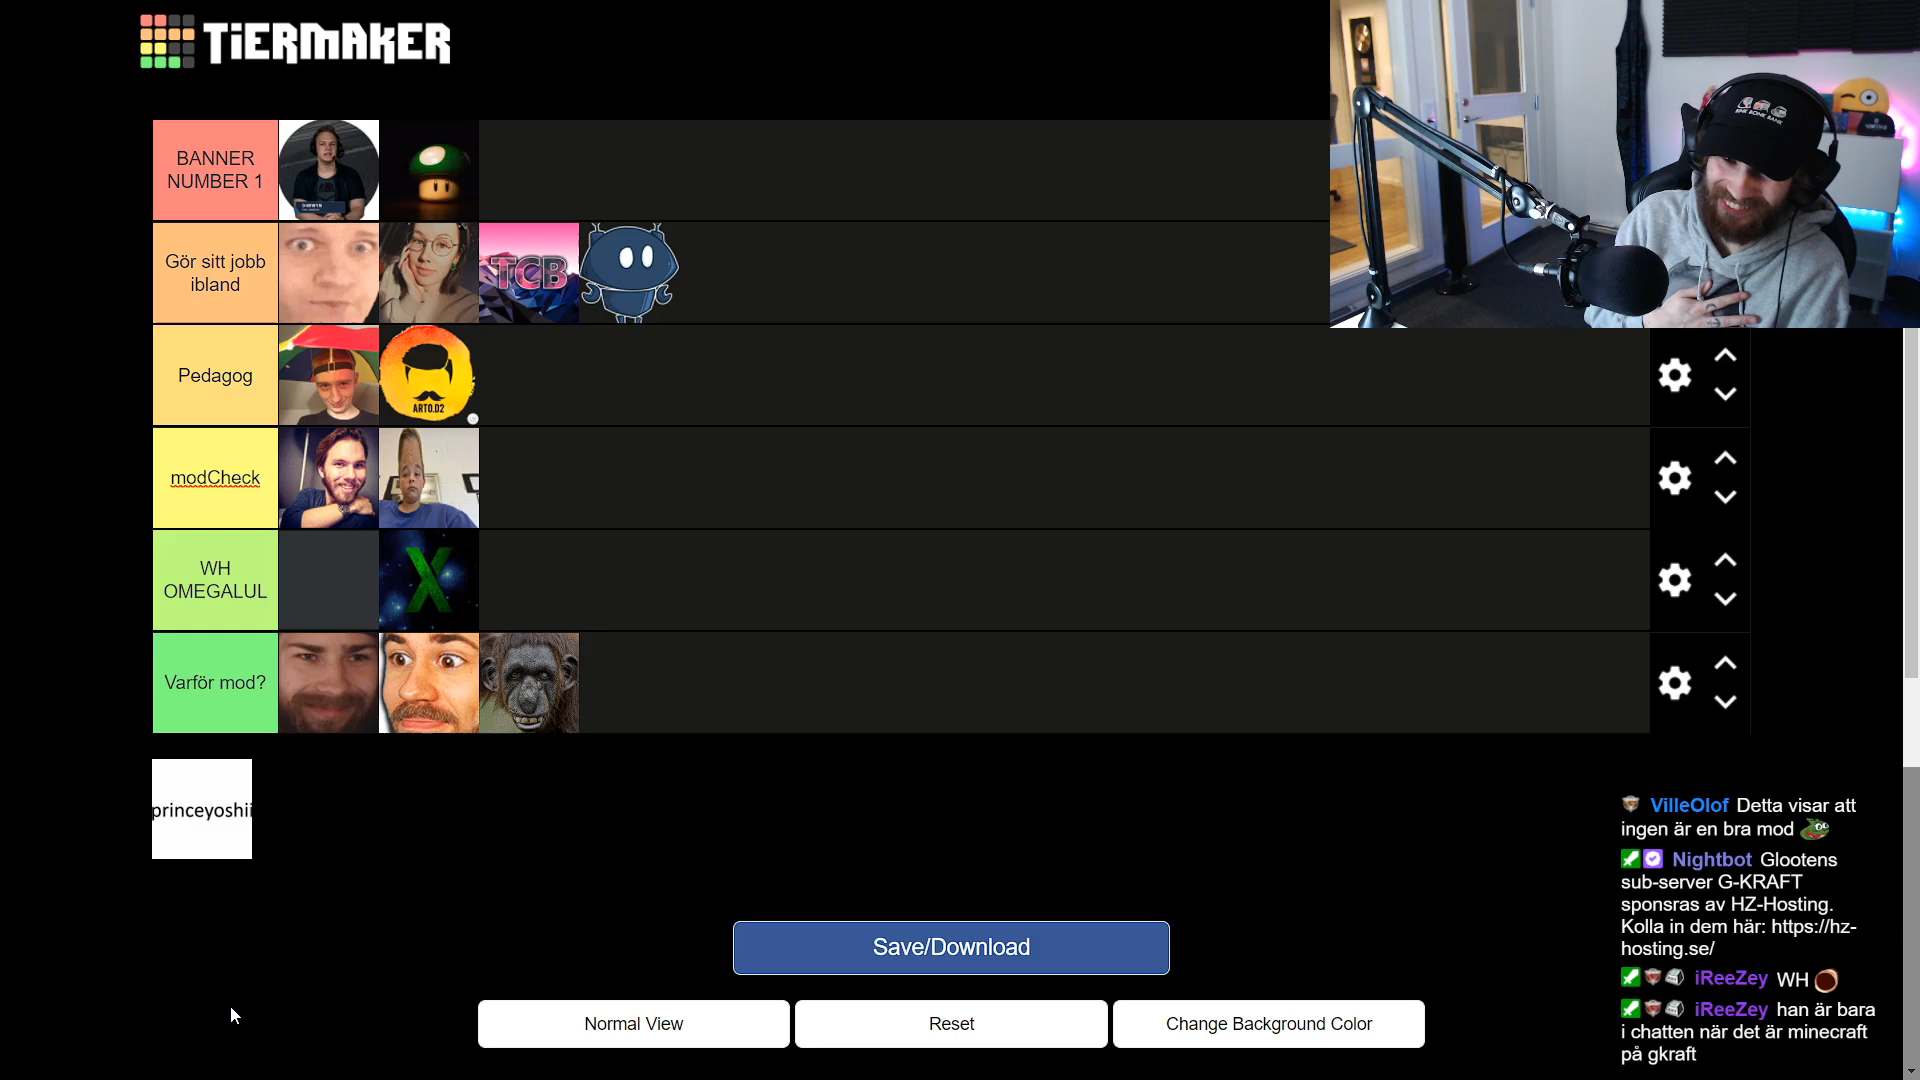 TiERMAKER
BANNER
NUMBER 1
Gör sitt jobb
ibland
TCB
Pedagog
ARTO.D2
modCheck
WH
OMEGALUL
X
Varför mod?
princeyoshii
Save/Download
Normal View
Reset
Change Background Color
VilleOlof Detta visar att
ingen är en bra mod
Nightbot Glootens
sub-server G-KRAFT
sponsras av HZ-Hosting.
Kolla in dem här: https://hz-
hosting.se/
iReeZey WH
iReeZey han är bara
i chatten när det är minecraft
på gkraft